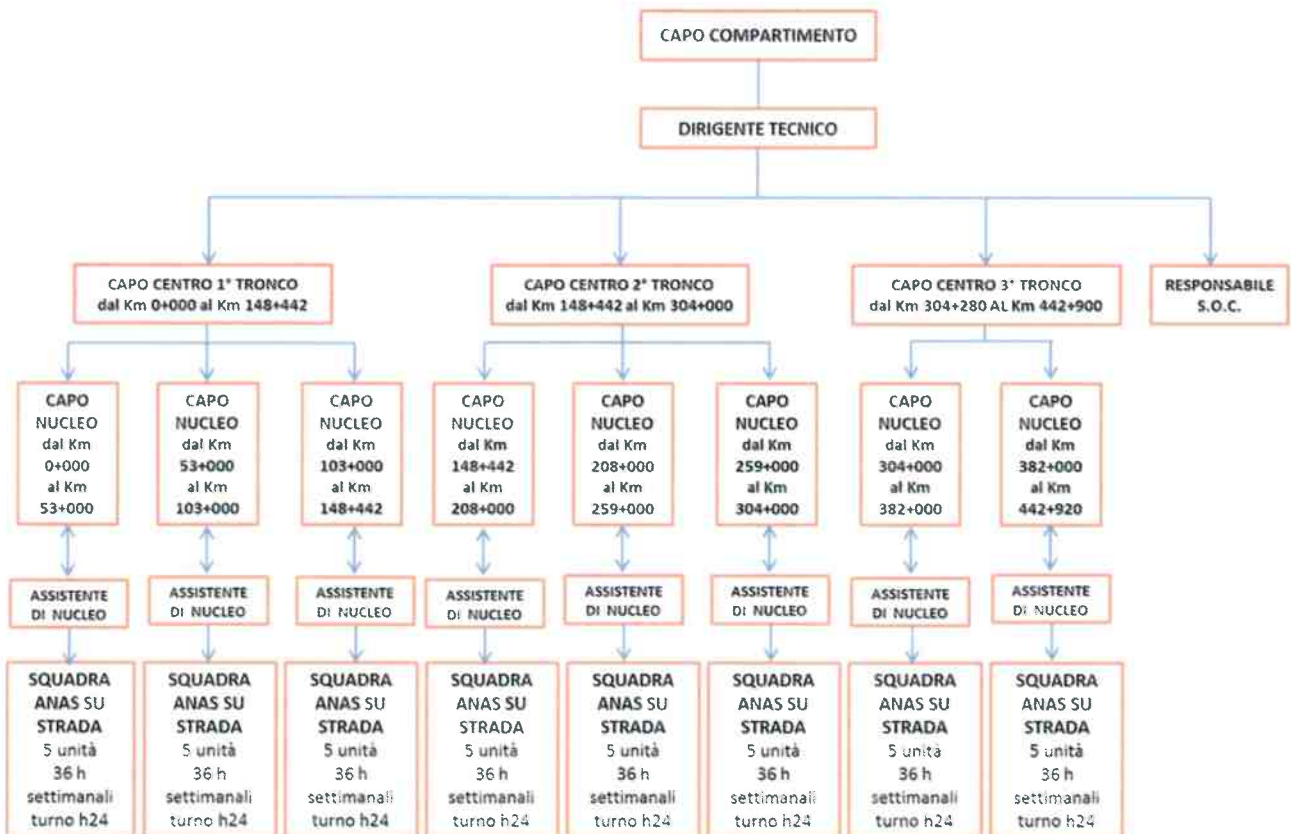 CAPO COMPARTIMENTO
DIRIGENTE TECNICO
CAPO CENTRO 1° TRONCO
dal Km 0+000 al Km 148+442
CAPO CENTRO 2° TRONCO
dal Km 148+442 al Km 304+000
CAPO CENTRO 3° TRONCO
dal Km 304+280 AL Km 442+900
RESPONSABILE
S.O.C.
CAPO
NUCLEO
dal Km
0+000
al Km
53+000
CAPO
NUCLEO
dal Km
53+000
al Km
103+000
CAPO
NUCLEO
dal Km
103+000
al Km
148+442
CAPO
NUCLEO
dal Km
148+442
al Km
208+000
CAPO
NUCLEO
dal Km
208+000
al Km
259+000
CAPO
NUCLEO
dal Km
259+000
al Km
304+000
CAPO
NUCLEO
dal Km
304+000
al Km
382+000
CAPO
NUCLEO
dal Km
382+000
al Km
442+920
ASSISTENTE
DI NUCLEO
ASSISTENTE
DI NUCLEO
ASSISTENTE
DI NUCLEO
ASSISTENTE
DI NUCLEO
ASSISTENTE
DI NUCLEO
ASSISTENTE
DI NUCLEO
ASSISTENTE
DI NUCLEO
ASSISTENTE
DI NUCLEO
SQUADRA
ANAS SU
STRADA
5 unità
36 h
settimanali
turno h24
SQUADRA
ANAS SU
STRADA
5 unità
36 h
settimanali
turno h24
SQUADRA
ANAS SU
STRADA
5 unità
36 h
settimanali
turno h24
SQUADRA
ANAS SU
STRADA
5 unità
36 h
settimanali
turno h24
SQUADRA
ANAS SU
STRADA
5 unità
36 h
settimanali
turno h24
SQUADRA
ANAS SU
STRADA
5 unità
36 h
settimanali
turno h24
SQUADRA
ANAS SU
STRADA
5 unità
36 h
settimanali
turno h24
SQUADRA
ANAS SU
STRADA
5 unità
36 h
settimanali
turno h24